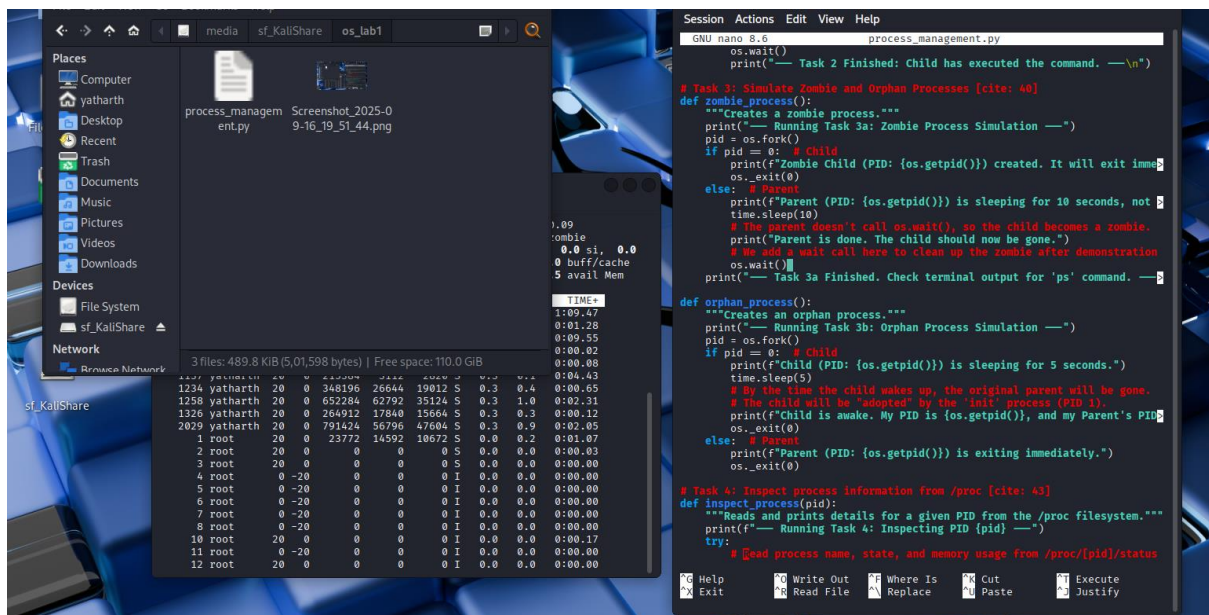 media sf_KaliShare os_lab1
Places
Computer
yatharth
Desktop
Recent
Trash
Documents
Music
Pictures
Videos
Downloads
Devices
File System
sf_KaliShare
Network
Browse Network
process_managem
ent.py
Screenshot_2025-0
9-16_19_51_44.png
3 files: 489.8 KiB (5,01,598 bytes) | Free space: 110.0 GiB
sf_KaliShare
0.0 si, 0.0
buff/cache
avail Mem
TIME+
1:09.47
0:01.28
0:09.55
0:00.02
0:00.08
0:04.43
1234 yatharth 20 0 348196 26644 19012 S 0.3 0.4 0:00.65
1258 yatharth 20 0 652284 62792 35124 S 0.3 1.0 0:02.31
1326 yatharth 20 0 264912 17840 15664 S 0.3 0.3 0:00.12
2029 yatharth 20 0 791424 56796 47604 S 0.3 0.9 0:02.05
1 root 20 0 23772 14592 10672 S 0.0 0.2 0:01.07
2 root 20 0 0 0 0 S 0.0 0.0 0:00.03
3 root 20 0 0 0 0 S 0.0 0.0 0:00.00
4 root 0 -20 0 0 0 I 0.0 0.0 0:00.00
5 root 0 -20 0 0 0 I 0.0 0.0 0:00.00
6 root 0 -20 0 0 0 I 0.0 0.0 0:00.00
7 root 0 -20 0 0 0 I 0.0 0.0 0:00.00
8 root 0 -20 0 0 0 I 0.0 0.0 0:00.00
10 root 20 0 0 0 0 I 0.0 0.0 0:00.17
11 root 0 -20 0 0 0 I 0.0 0.0 0:00.00
12 root 20 0 0 0 0 I 0.0 0.0 0:00.00
Session Actions Edit View Help
GNU nano 8.6 process_management.py
os.wait()
print("—— Task 2 Finished: Child has executed the command. ——\n")
# Task 3: Simulate Zombie and Orphan Processes [cite: 40]
def zombie_process():
"""Creates a zombie process."""
print("—— Running Task 3a: Zombie Process Simulation ——")
pid = os.fork()
if pid == 0: # Child
print(f"Zombie Child (PID: {os.getpid()}) created. It will exit imme>
os._exit(0)
else: # Parent
print(f"Parent (PID: {os.getpid()}) is sleeping for 10 seconds, not >
time.sleep(10)
# The parent doesn't call os.wait(), so the child becomes a zombie.
print("Parent is done. The child should now be gone.")
# We add a wait call here to clean up the zombie after demonstration
os.wait()
print("—— Task 3a Finished. Check terminal output for 'ps' command. ——>
def orphan_process():
"""Creates an orphan process."""
print("—— Running Task 3b: Orphan Process Simulation ——")
pid = os.fork()
if pid == 0: # Child
print(f"Child (PID: {os.getpid()}) is sleeping for 5 seconds.")
time.sleep(5)
# By the time the child wakes up, the original parent will be gone.
# The child will be "adopted" by the 'init' process (PID 1).
print(f"Child is awake. My PID is {os.getpid()}, and my Parent's PID>
os._exit(0)
else: # Parent
print(f"Parent (PID: {os.getpid()}) is exiting immediately.")
os._exit(0)
# Task 4: Inspect process information from /proc [cite: 43]
def inspect_process(pid):
"""Reads and prints details for a given PID from the /proc filesystem."""
print(f"—— Running Task 4: Inspecting PID {pid} ——")
try:
# Read process name, state, and memory usage from /proc/[pid]/status
^G Help ^O Write Out ^F Where Is ^K Cut ^T Execute
^X Exit ^R Read File ^\ Replace ^U Paste ^J Justify